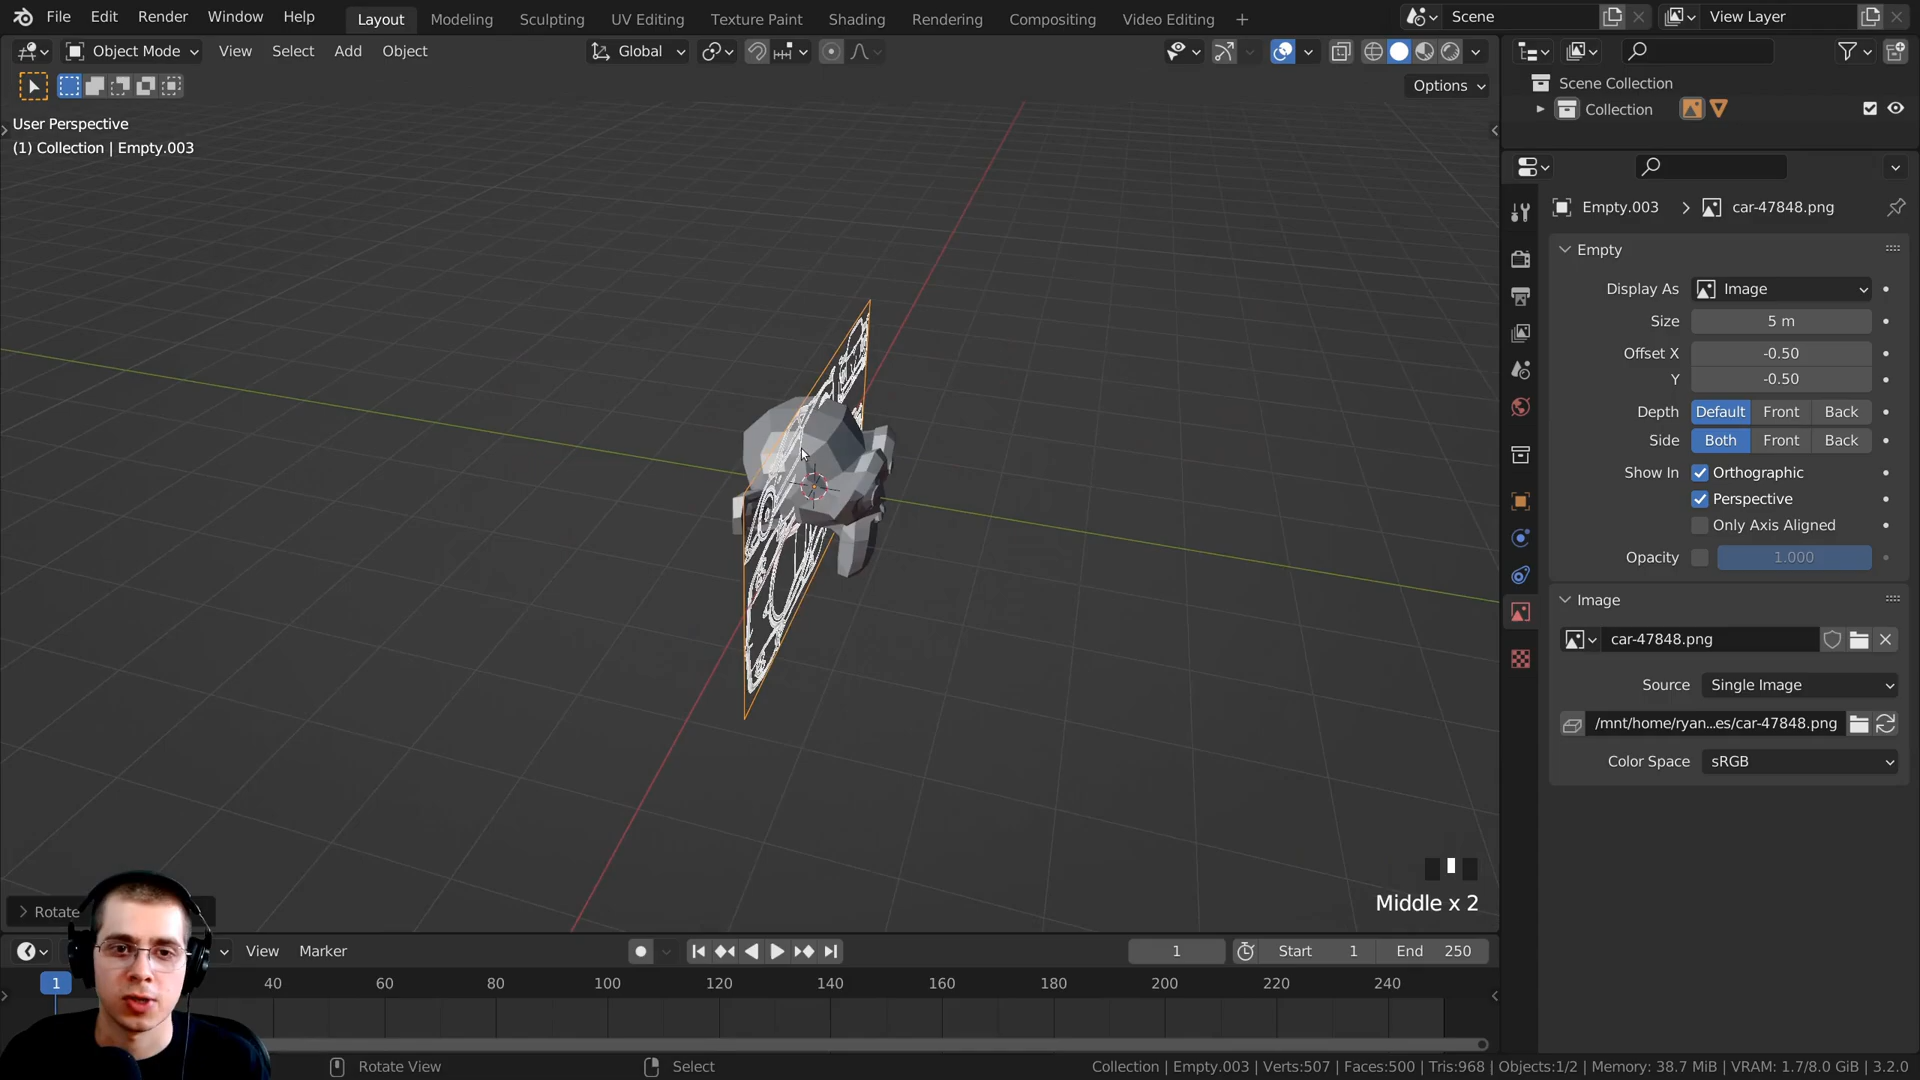 File Edit Render Window Help Layout Modeling Sculpting UV Editing Texture Paint Shading Rendering Compositing Video Editing Scene View Layer
Object Mode View Select Add Object Global
Options
User Perspective
(1) Collection | Empty.003
Scene Collection
Collection
Empty.003 car-47848.png
Empty
Display As Image
Size 5 m
Offset X -0.50
Y -0.50
Depth Default Front Back
Side Both Front Back
Show In Orthographic
Perspective
Only Axis Aligned
Opacity 1.000
Image
car-47848.png
Source Single Image
/mnt/home/ryan...es/car-47848.png
Color Space sRGB
Middle x 2
Rotate
View Marker 1 Start 1 End 250
1 40 60 80 100 120 140 160 180 200 220 240
Rotate View Select Collection | Empty.003 | Verts:507 | Faces:500 | Tris:968 | Objects:1/2 | Memory: 38.7 MiB | VRAM: 1.7/8.0 GiB | 3.2.0